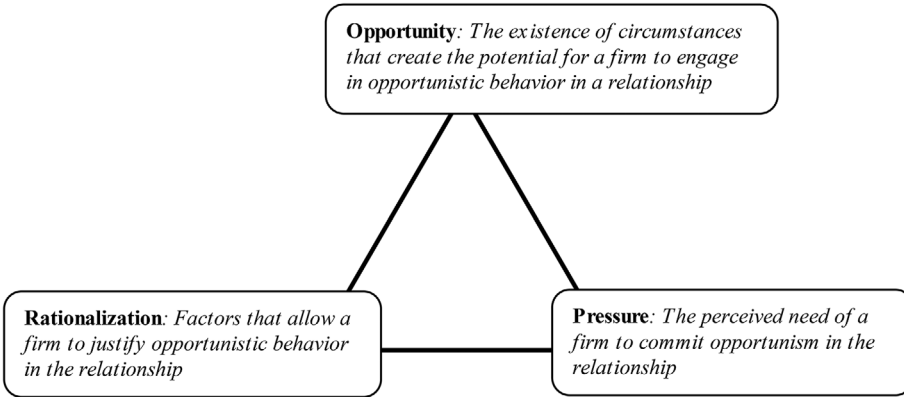 Opportunity: The existence of circumstances
that create the potential for a firm to engage
in opportunistic behavior in a relationship
Rationalization: Factors that allow a
firm to justify opportunistic behavior
in the relationship
Pressure: The perceived need of a
firm to commit opportunism in the
relationship